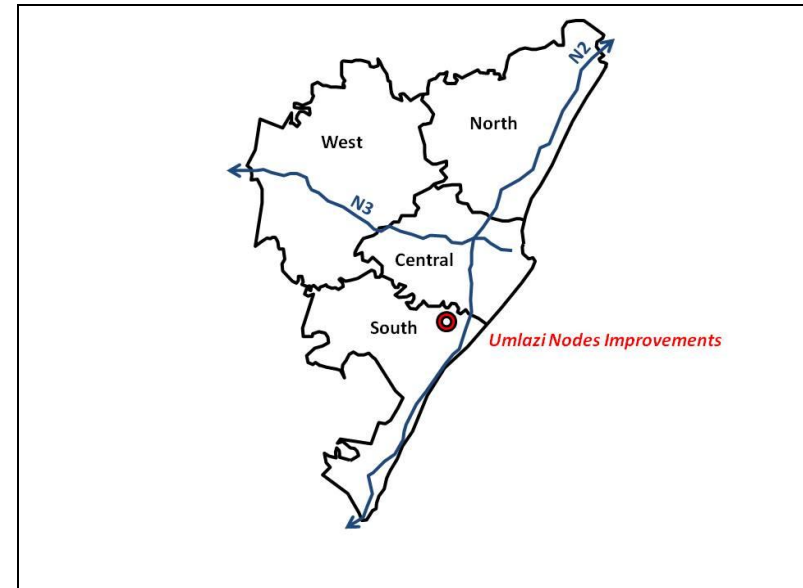 N2
North
West
N3
Central
South
Umlazi Nodes Improvements